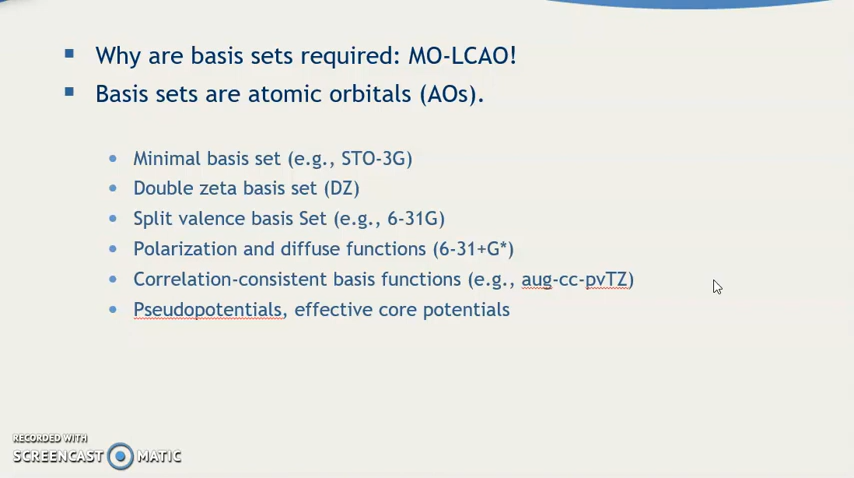 Why are basis sets required: MO-LCAO!
Basis sets are atomic orbitals (AOs).
Minimal basis set (e.g., STO-3G)
Double zeta basis set (DZ)
Split valence basis Set (e.g., 6-31G)
Polarization and diffuse functions (6-31+G*)
Correlation-consistent basis functions (e.g., aug-cc-pvTZ)
Pseudopotentials, effective core potentials
RECORDED WITH
SCREENCAST MATIC